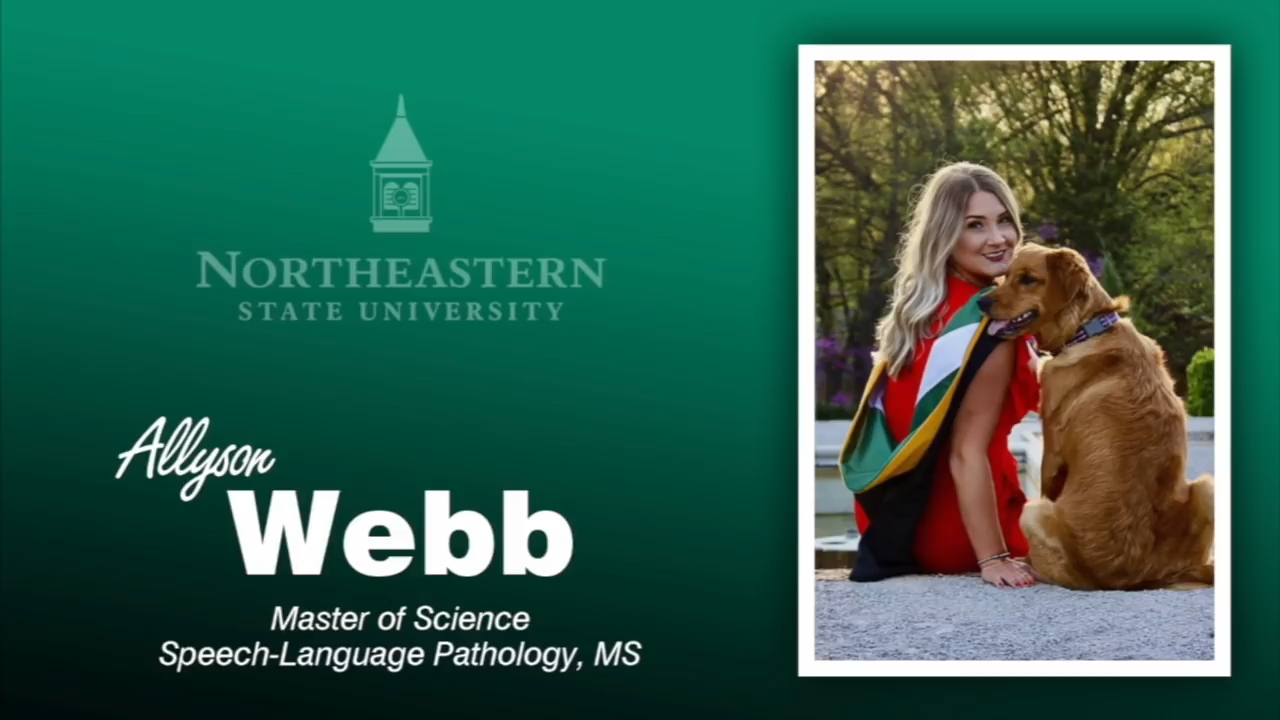 NORTHEASTERN
STATE UNIVERSITY
Allyson
Webb
Master of Science
Speech-Language Pathology, MS